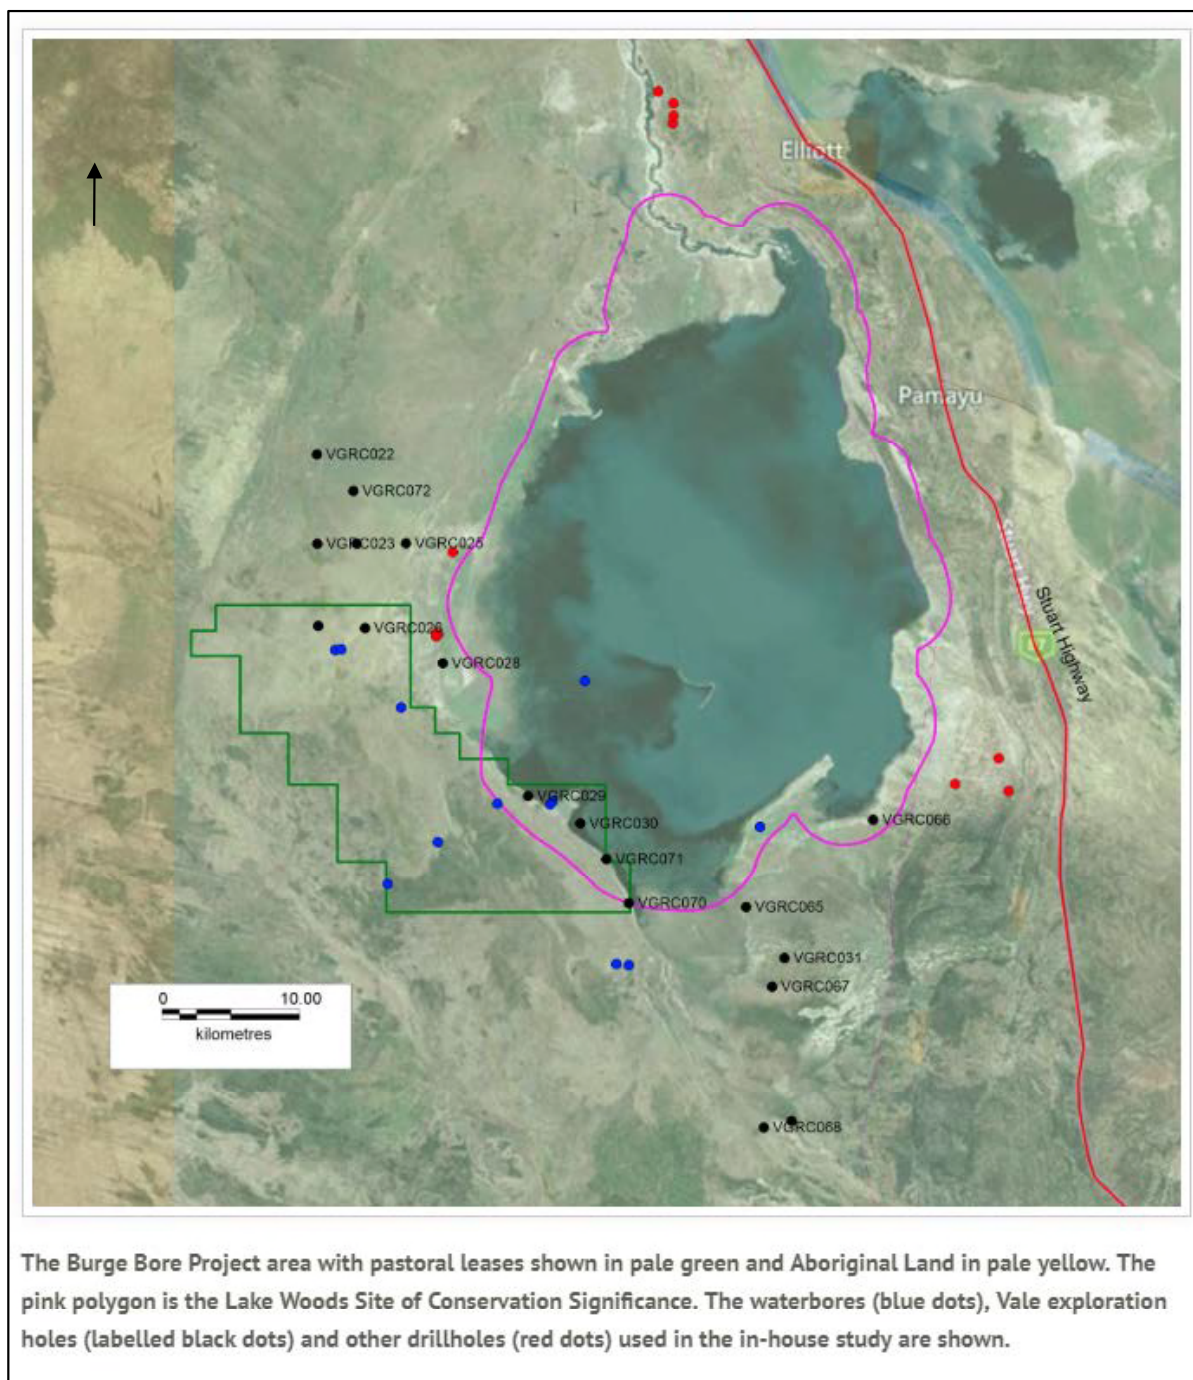 Elliott
Pamayu
VGRC022
VGRC072
VGRC023
VGRC025
Stuart Highway
VGRC026
VGRC028
VGRC029
VGRC030
VGRC066
VGRC071
VGRC070
VGRC065
VGRC031
VGRC067
0 10.00
kilometres
VGRC068
The Burge Bore Project area with pastoral leases shown in pale green and Aboriginal Land in pale yellow. The
pink polygon is the Lake Woods Site of Conservation Significance. The waterbores (blue dots), Vale exploration
holes (labelled black dots) and other drillholes (red dots) used in the in-house study are shown.